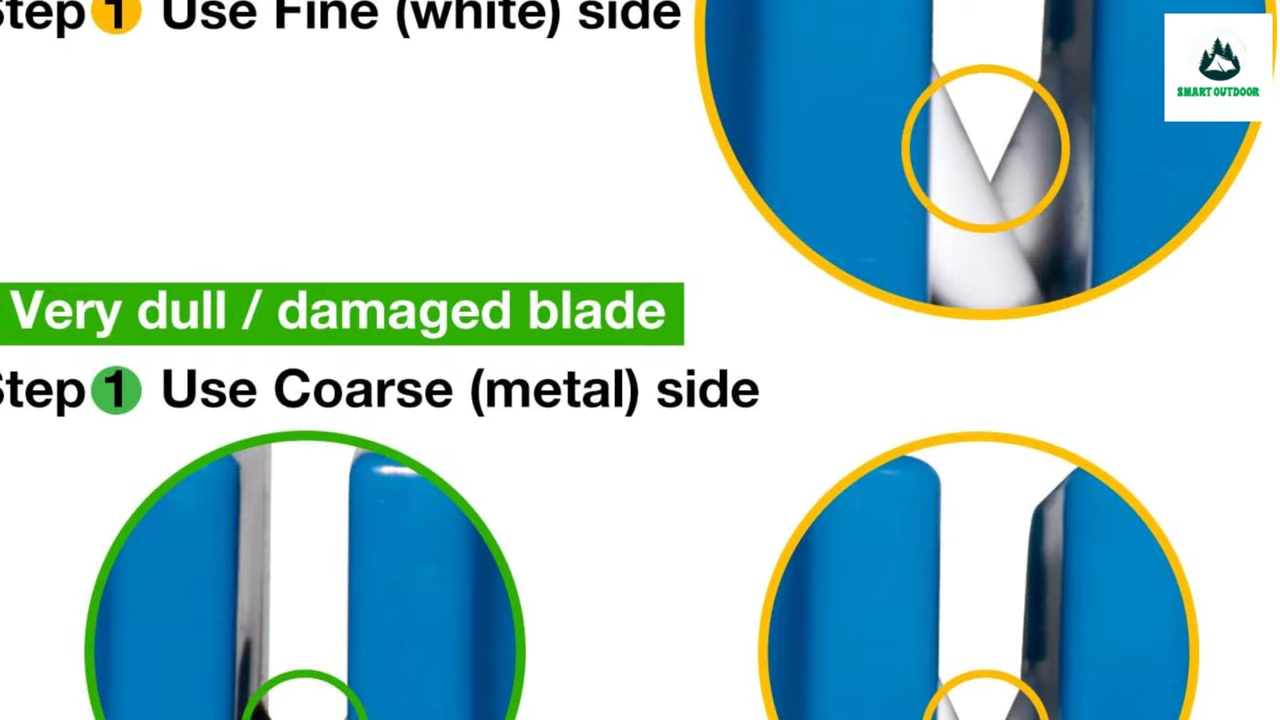 Step 1 Use Fine (white) side
SMART OUTDOOR
Very dull / damaged blade
Step 1 Use Coarse (metal) side